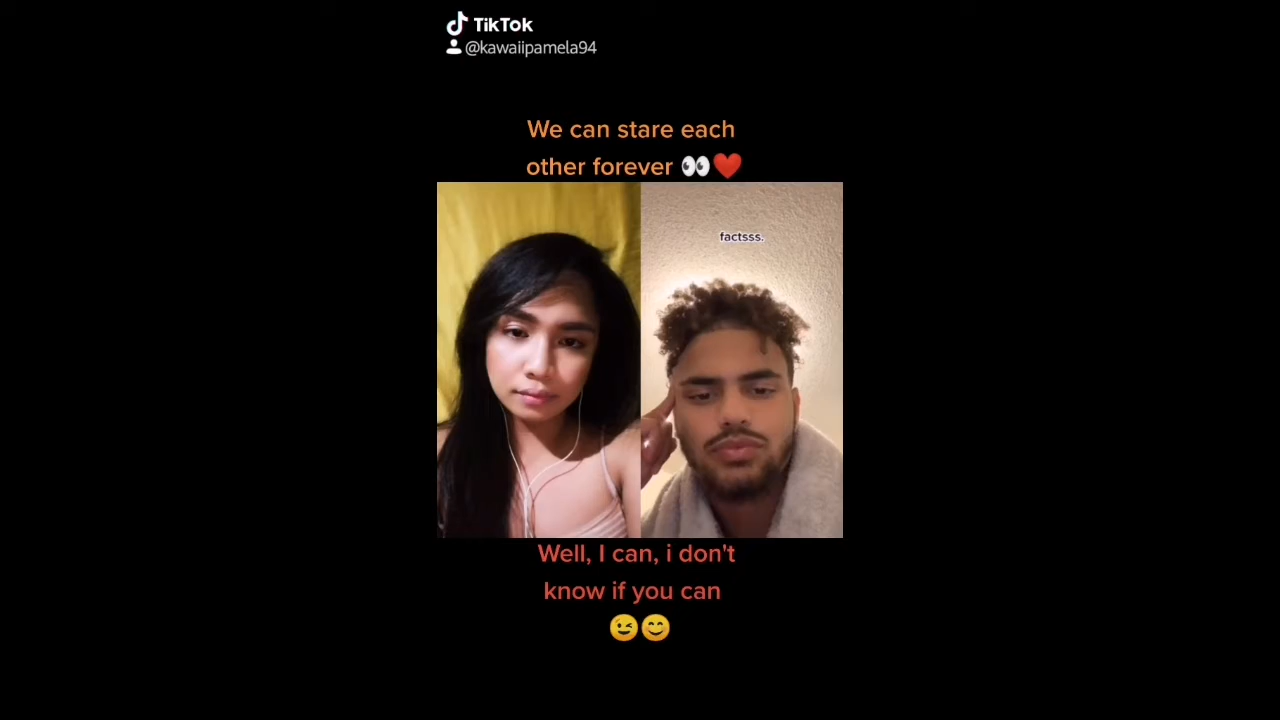 TikTok
@kawaiipamela94
We can stare each
other forever 👀❤️
factsss.
Well, I can, i don't
know if you can
😉😊